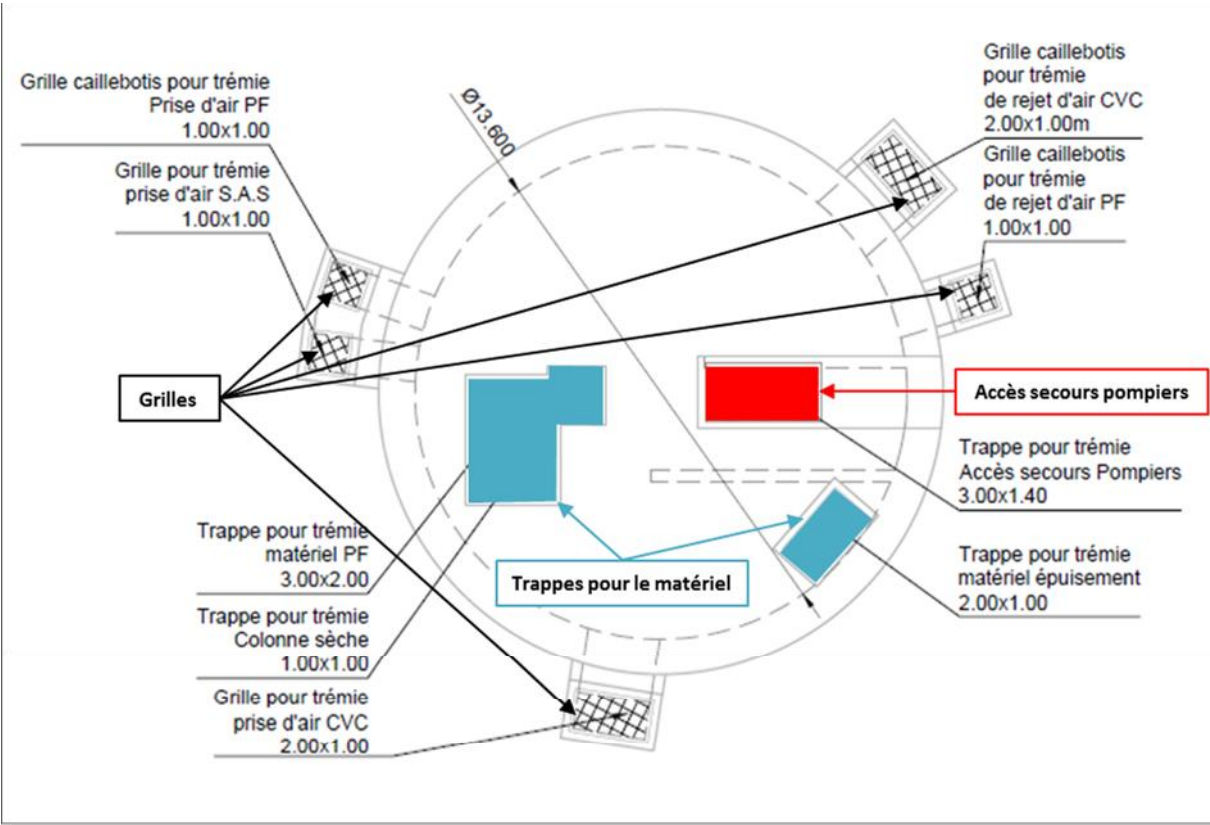 Grille caillebotis pour trémie
Prise d'air PF
1.00x1.00
Grille pour trémie
prise d'air S.A.S
1.00x1.00
Ø13.600
Grille caillebotis
pour trémie
de rejet d'air CVC
2.00x1.00m
Grille caillebotis
pour trémie
de rejet d'air PF
1.00x1.00
Grilles
Accès secours pompiers
Trappe pour trémie
Accès secours Pompiers
3.00x1.40
Trappe pour trémie
matériel PF
3.00x2.00
Trappes pour le matériel
Trappe pour trémie
matériel épuisement
2.00x1.00
Trappe pour trémie
Colonne sèche
1.00x1.00
Grille pour trémie
prise d'air CVC
2.00x1.00